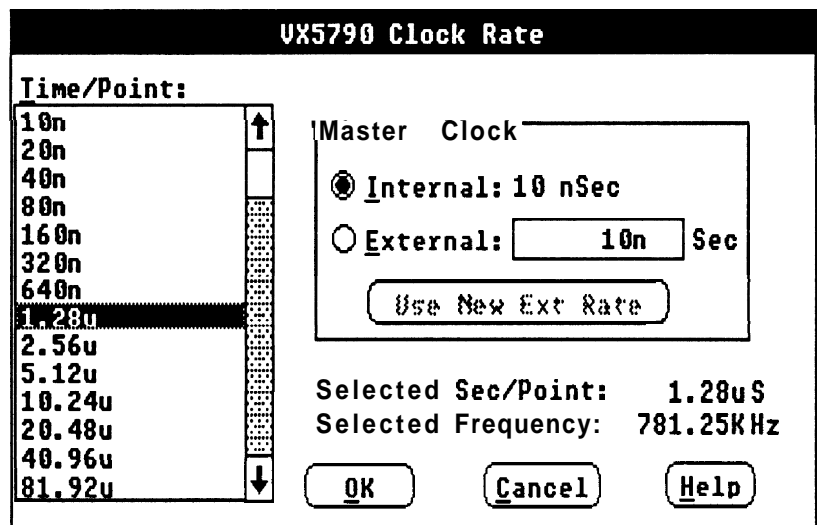 VX5790 Clock Rate
Time/Point:
10n
20n
40n
80n
160n
320n
640n
1.28u
2.56u
5.12u
10.24u
20.48u
40.96u
81.92u
Master Clock
Internal: 10 nSec
External: 10n Sec
Use New Ext Rate
Selected Sec/Point: 1.28uS
Selected Frequency: 781.25KHz
OK Cancel Help